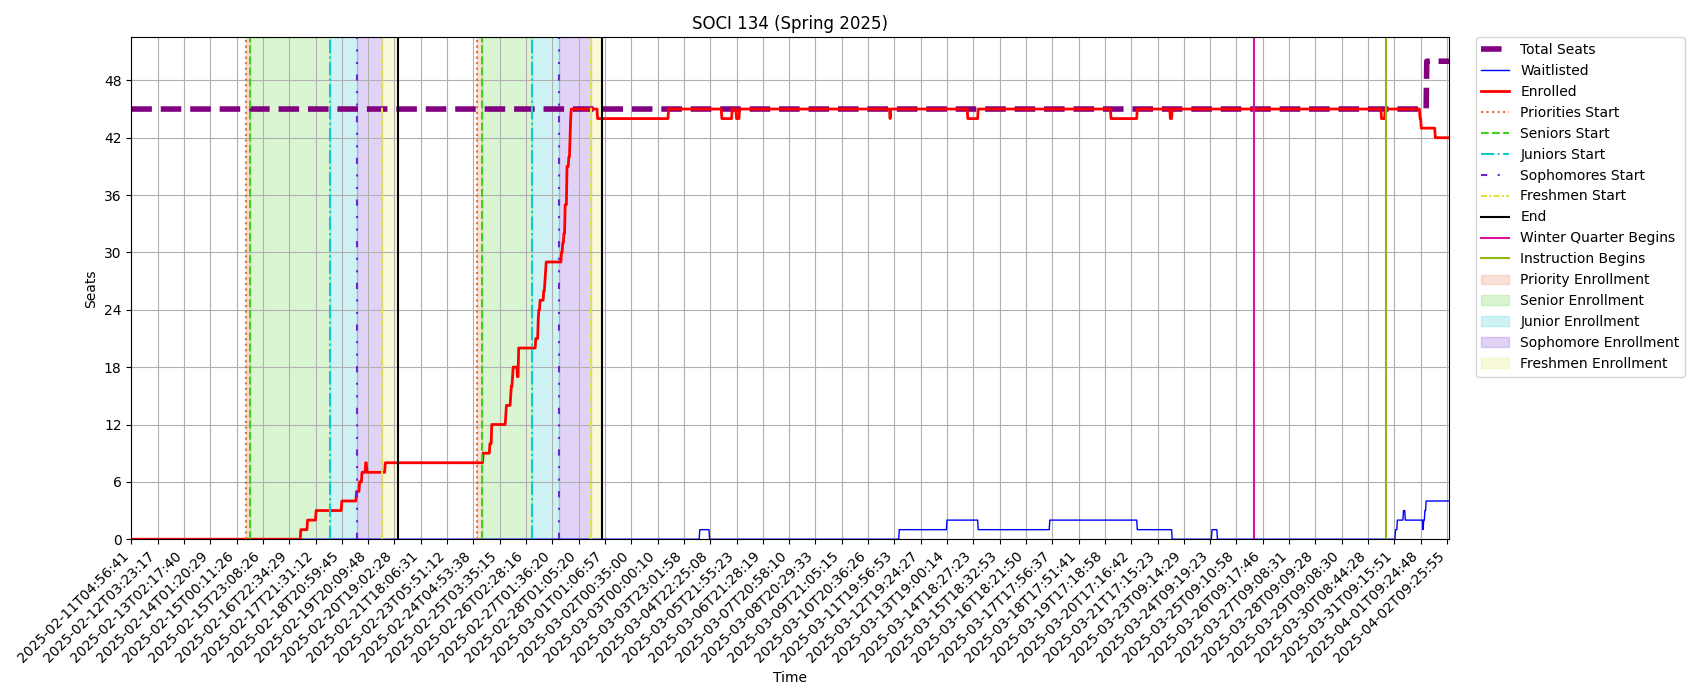 SOCI 134 (Spring 2025)
Seats
48
42
36
30
24
18
12
6
0
2025-02-11T04:56:41
2025-02-12T03:23:17
2025-02-13T02:17:40
2025-02-14T01:20:29
2025-02-15T00:11:26
2025-02-15T23:08:26
2025-02-16T22:34:29
2025-02-17T21:31:12
2025-02-18T20:59:45
2025-02-19T20:09:48
2025-02-20T19:02:28
2025-02-21T18:06:31
2025-02-23T05:51:12
2025-02-24T04:53:38
2025-02-25T03:35:15
2025-02-26T02:28:16
2025-02-27T01:36:20
2025-02-28T01:05:20
2025-03-01T01:06:57
2025-03-02T00:35:00
2025-03-03T00:00:10
2025-03-03T23:01:58
2025-03-04T22:25:08
2025-03-05T21:55:23
2025-03-06T21:28:19
2025-03-07T20:58:10
2025-03-08T20:29:33
2025-03-09T21:05:15
2025-03-10T20:36:26
2025-03-11T19:56:53
2025-03-12T19:24:27
2025-03-13T19:00:14
2025-03-14T18:27:23
2025-03-15T18:32:53
2025-03-16T18:21:50
2025-03-17T17:56:37
2025-03-18T17:51:41
2025-03-19T17:18:58
2025-03-20T17:16:42
2025-03-21T17:15:23
2025-03-23T09:14:29
2025-03-24T09:19:23
2025-03-25T09:10:58
2025-03-26T09:17:46
2025-03-27T09:08:31
2025-03-28T09:09:28
2025-03-29T09:08:30
2025-03-30T08:44:28
2025-03-31T09:15:51
2025-04-01T09:24:48
2025-04-02T09:25:55
Time
Total Seats
Waitlisted
Enrolled
Priorities Start
Seniors Start
Juniors Start
Sophomores Start
Freshmen Start
End
Winter Quarter Begins
Instruction Begins
Priority Enrollment
Senior Enrollment
Junior Enrollment
Sophomore Enrollment
Freshmen Enrollment